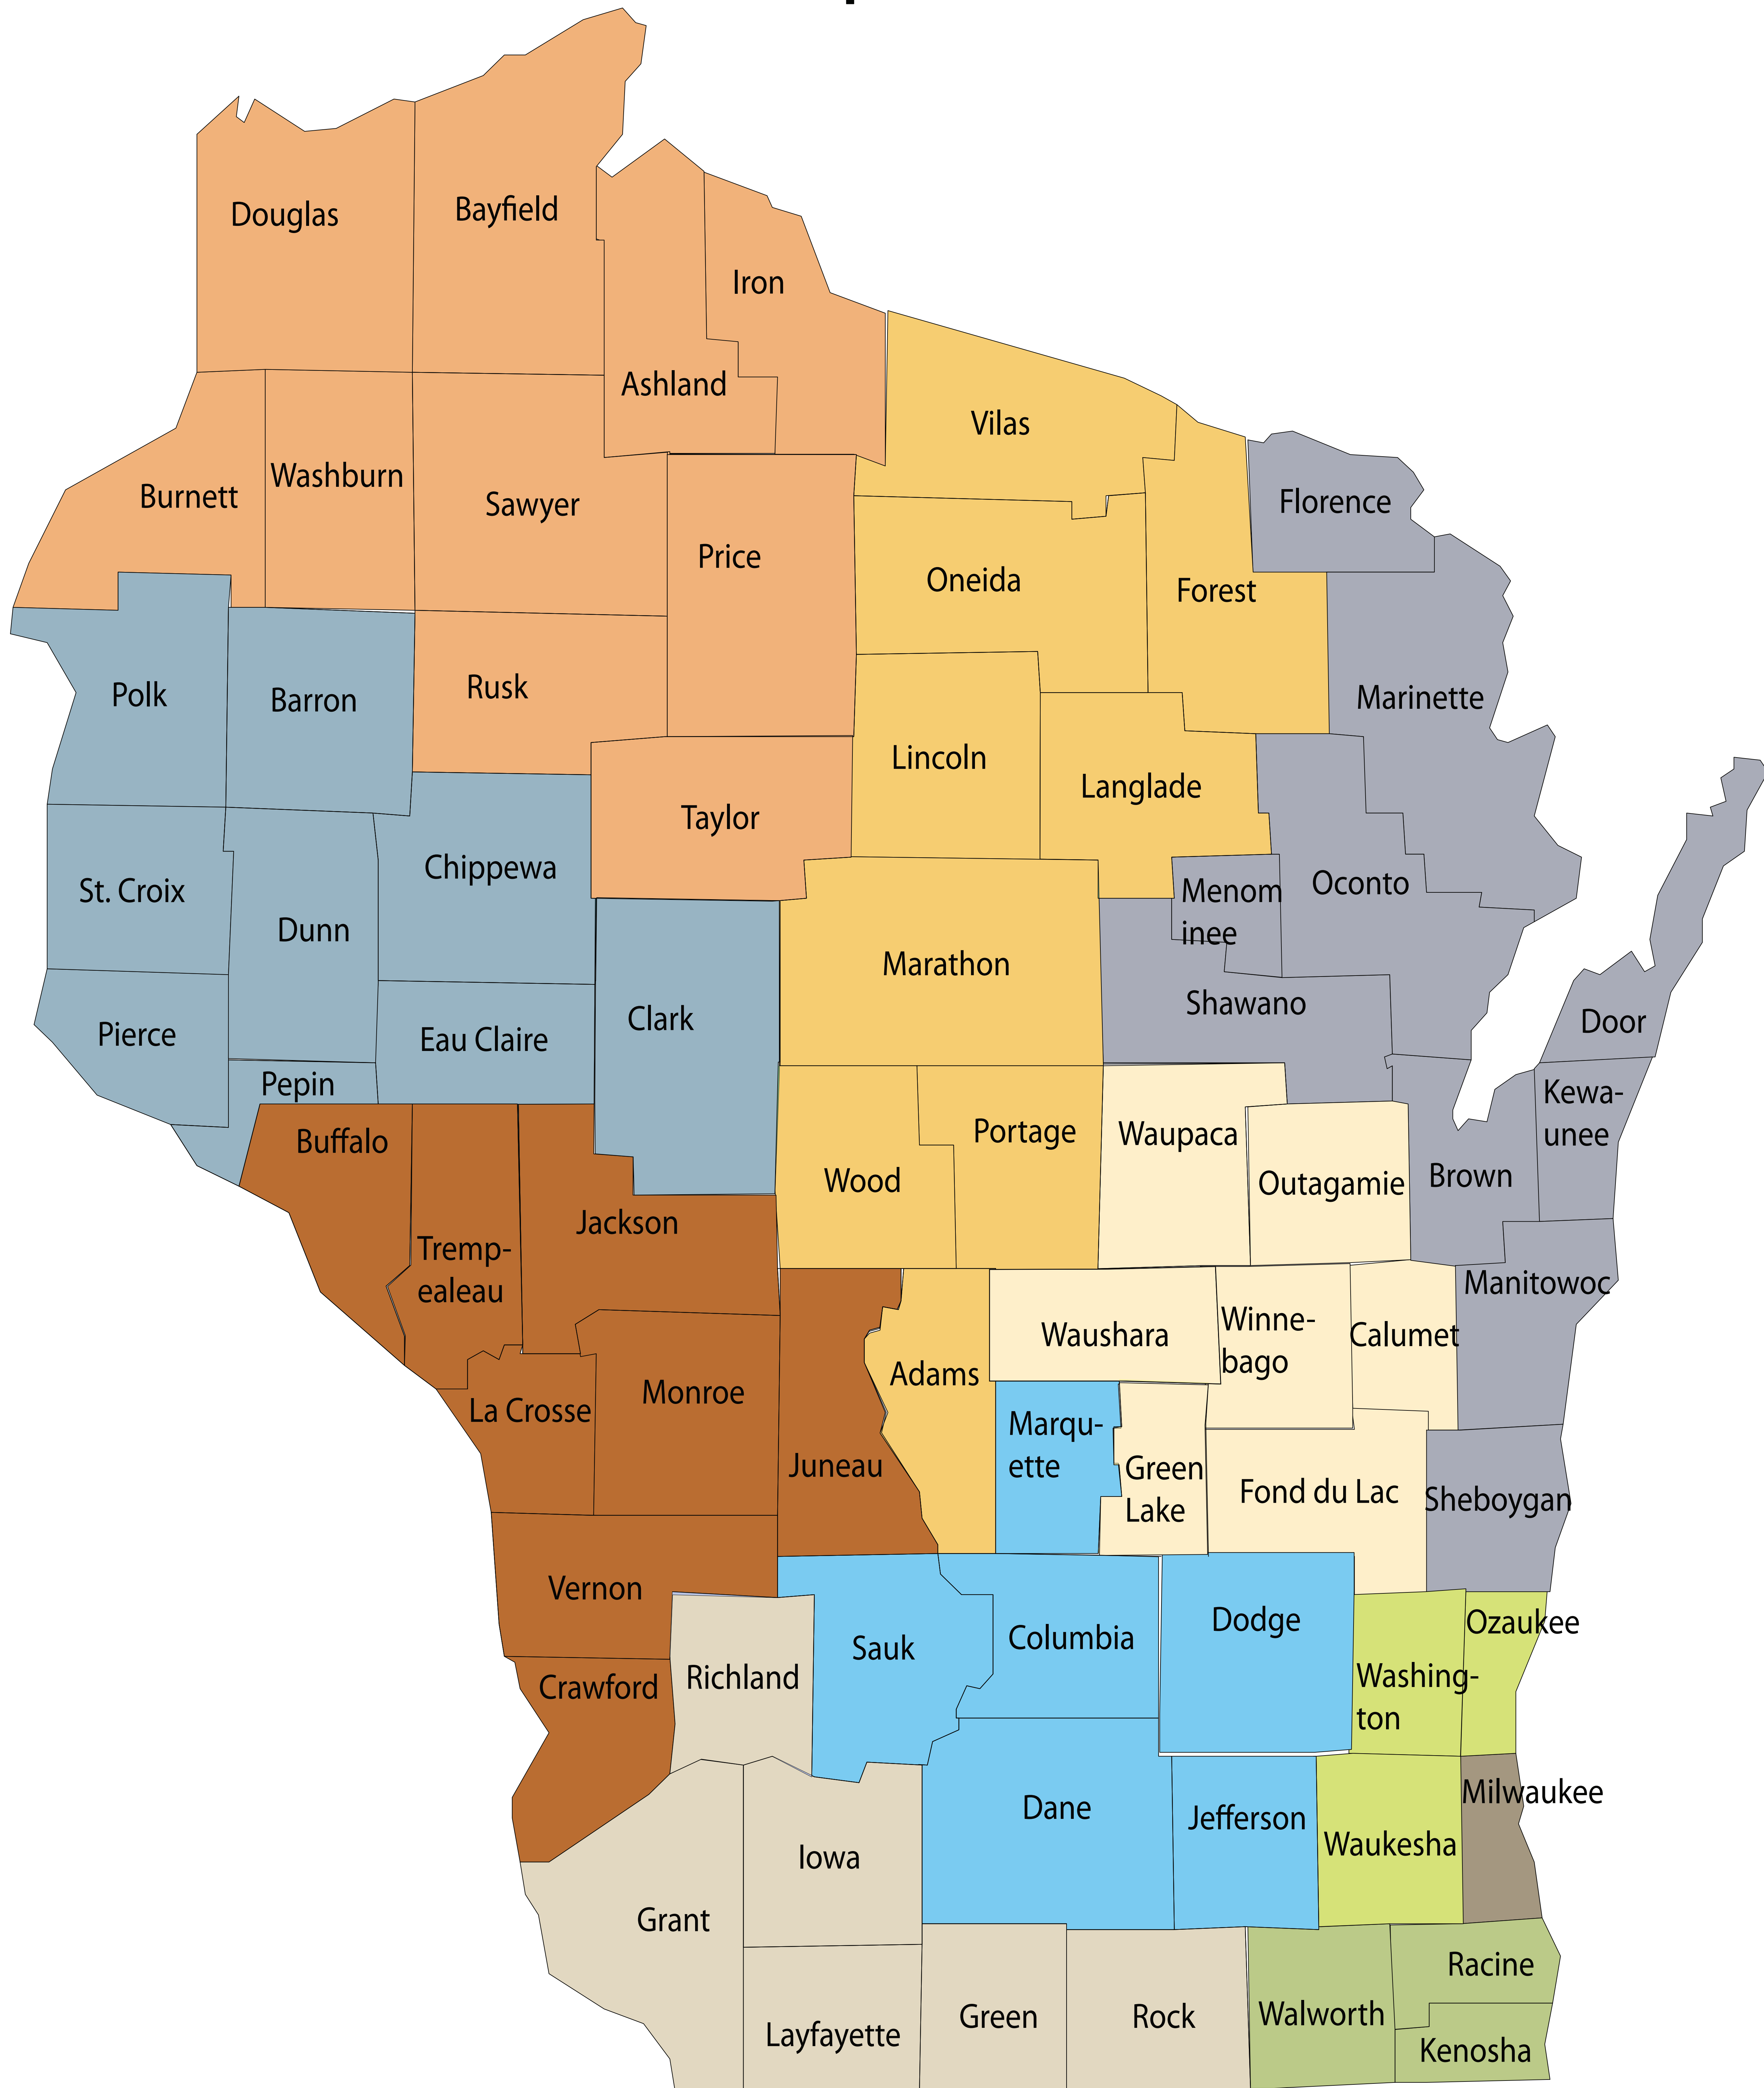 Douglas
Bayfield
Iron
Ashland
Vilas
Washburn
Burnett
Sawyer
Florence
Price
Oneida
Forest
Polk
Barron
Rusk
Marinette
Lincoln
Langlade
Taylor
Chippewa
St. Croix
Menom
inee
Oconto
Dunn
Marathon
Shawano
Clark
Door
Pierce
Eau Claire
Pepin
Kewa-
unee
Buffalo
Portage
Waupaca
Wood
Outagamie
Brown
Jackson
Tremp-
ealeau
Manitowoc
Waushara
Winne-
bago
Calumet
Adams
Monroe
La Crosse
Marqu-
ette
Juneau
Green
Lake
Fond du Lac
Sheboygan
Vernon
Dodge
Ozaukee
Columbia
Sauk
Richland
Crawford
Washing-
ton
Milwaukee
Dane
Jefferson
Waukesha
Iowa
Grant
Racine
Walworth
Green
Rock
Layfayette
Kenosha